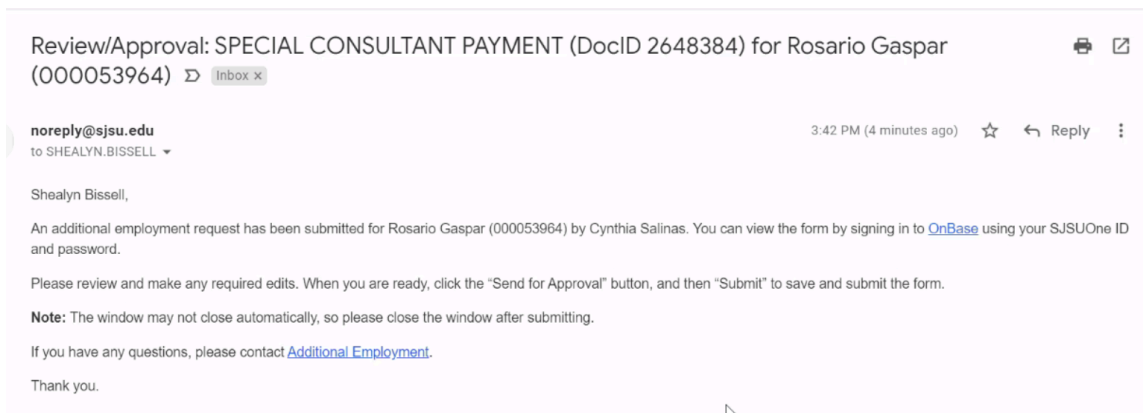 Review/Approval: SPECIAL CONSULTANT PAYMENT (DocID 2648384) for Rosario Gaspar
(000053964) Inbox x
noreply@sjsu.edu 3:42 PM (4 minutes ago) Reply
to SHEALYN.BISSELL
Shealyn Bissell,
An additional employment request has been submitted for Rosario Gaspar (000053964) by Cynthia Salinas. You can view the form by signing in to OnBase using your SJSUOne ID
and password.
Please review and make any required edits. When you are ready, click the “Send for Approval” button, and then “Submit” to save and submit the form.
Note: The window may not close automatically, so please close the window after submitting.
If you have any questions, please contact Additional Employment.
Thank you.